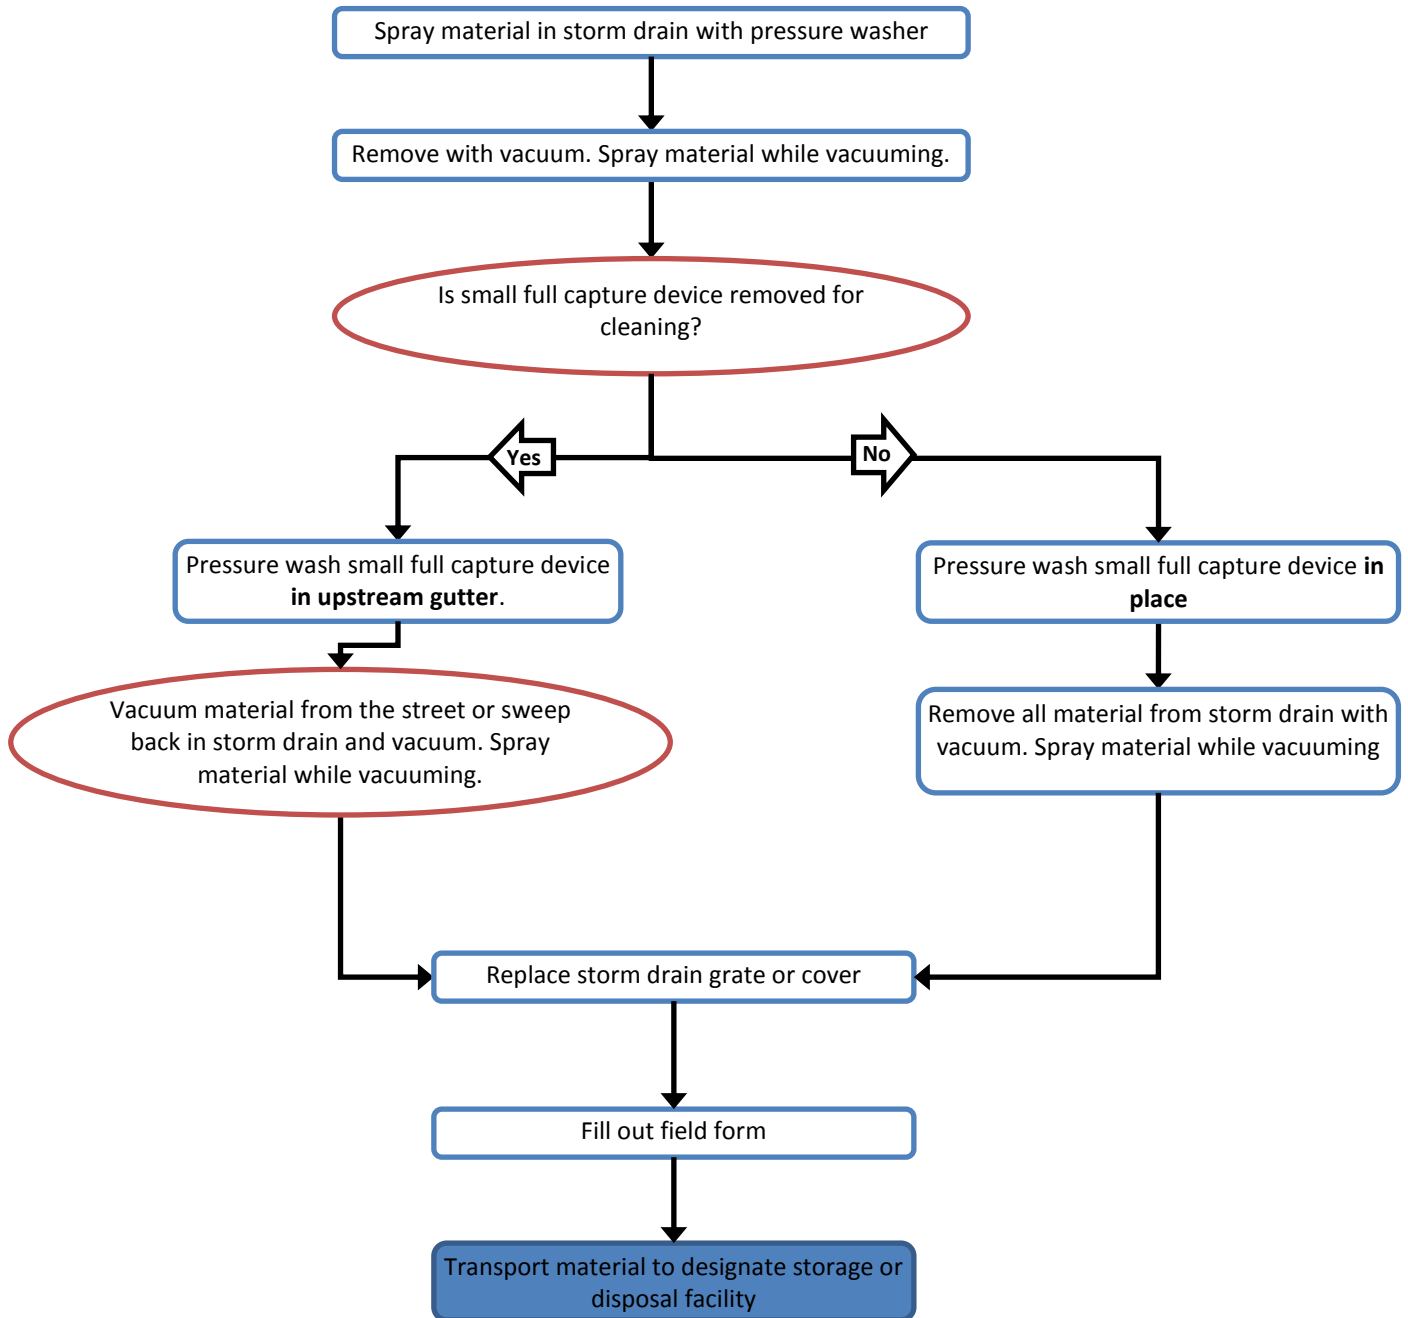 Spray material in storm drain with pressure washer
Remove with vacuum. Spray material while vacuuming.
Is small full capture device removed for
cleaning?
Yes
No
Pressure wash small full capture device
in upstream gutter.
Pressure wash small full capture device in
place
Vacuum material from the street or sweep
back in storm drain and vacuum. Spray
material while vacuuming.
Remove all material from storm drain with
vacuum. Spray material while vacuuming
Replace storm drain grate or cover
Fill out field form
Transport material to designate storage or
disposal facility